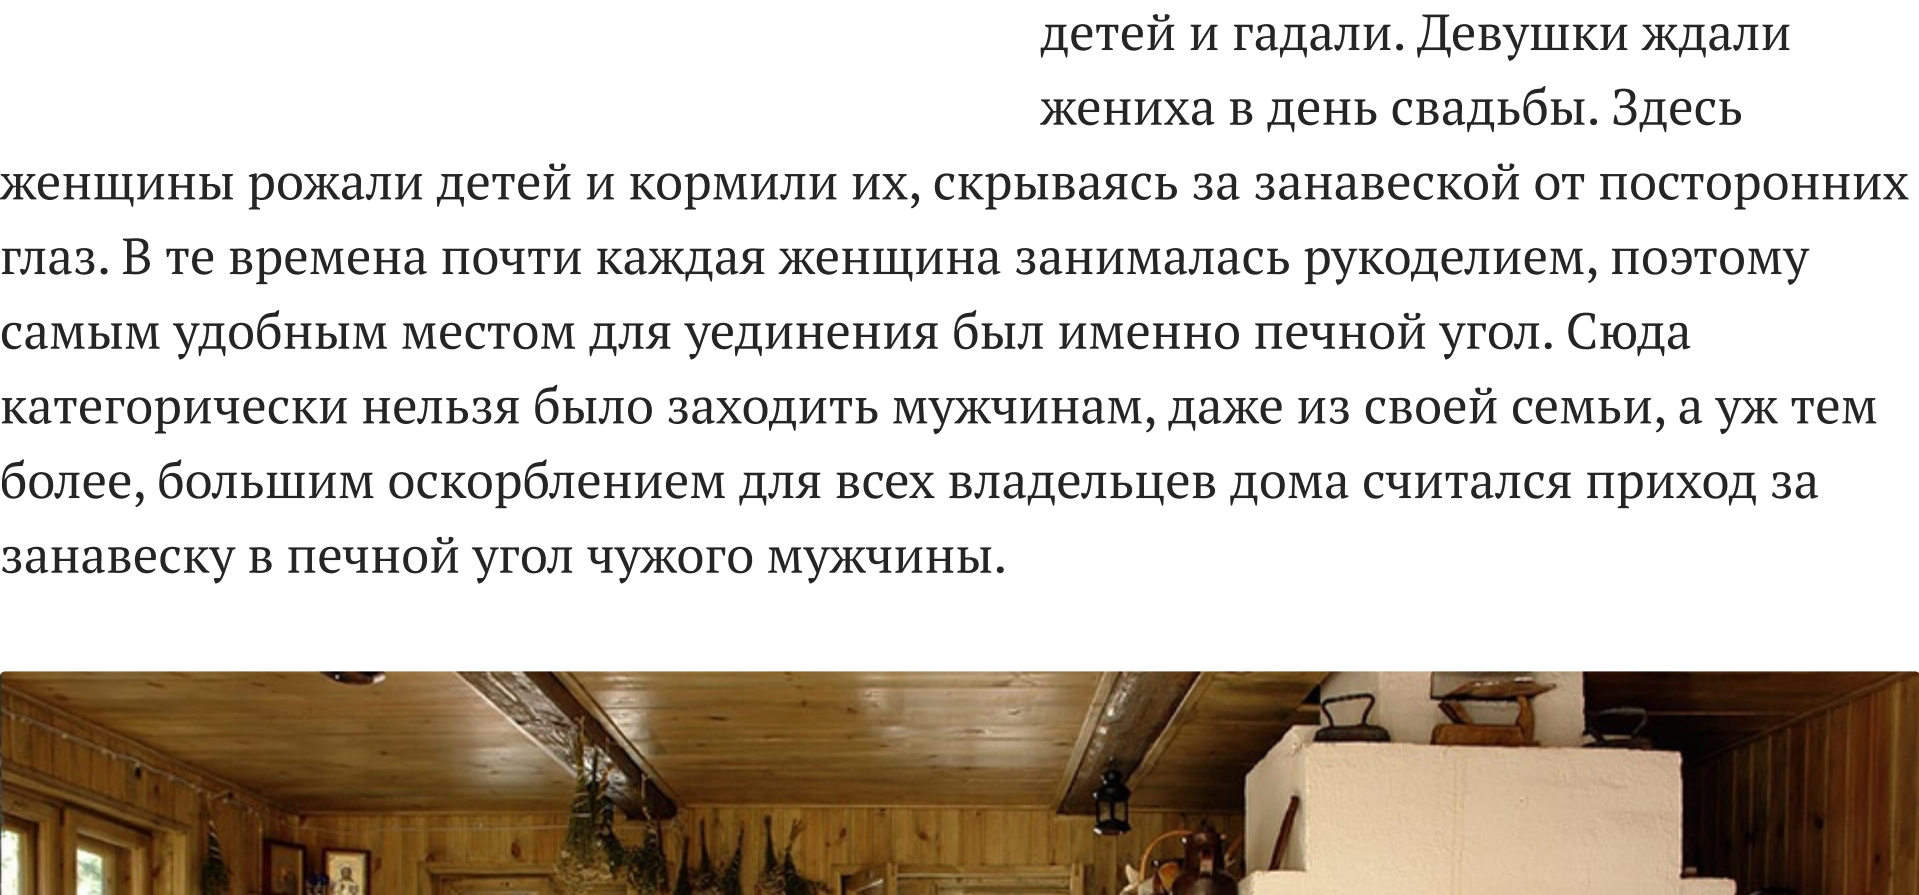 детей и гадали. Девушки ждали
жениха в день свадьбы. Здесь
женщины рожали детей и кормили их, скрываясь за занавеской от посторонних
глаз. В те времена почти каждая женщина занималась рукоделием, поэтому
самым удобным местом для уединения был именно печной угол. Сюда
категорически нельзя было заходить мужчинам, даже из своей семьи, а уж тем
более, большим оскорблением для всех владельцев дома считался приход за
занавеску в печной угол чужого мужчины.